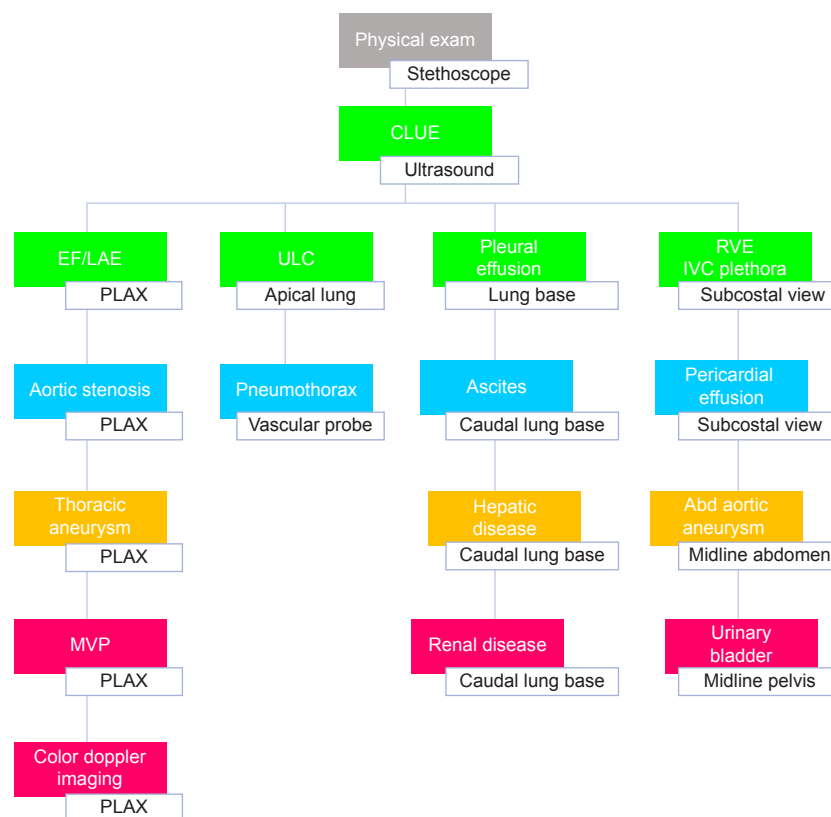 Physical exam
Stethoscope
CLUE
Ultrasound
EF/LAE
PLAX
ULC
Apical lung
Pleural
effusion
Lung base
RVE
IVC plethora
Subcostal view
Aortic stenosis
PLAX
Pneumothorax
Vascular probe
Ascites
Caudal lung base
Pericardial
effusion
Subcostal view
Thoracic
aneurysm
PLAX
Hepatic
disease
Caudal lung base
Abd aortic
aneurysm
Midline abdomen
MVP
PLAX
Renal disease
Caudal lung base
Urinary
bladder
Midline pelvis
Color doppler
imaging
PLAX